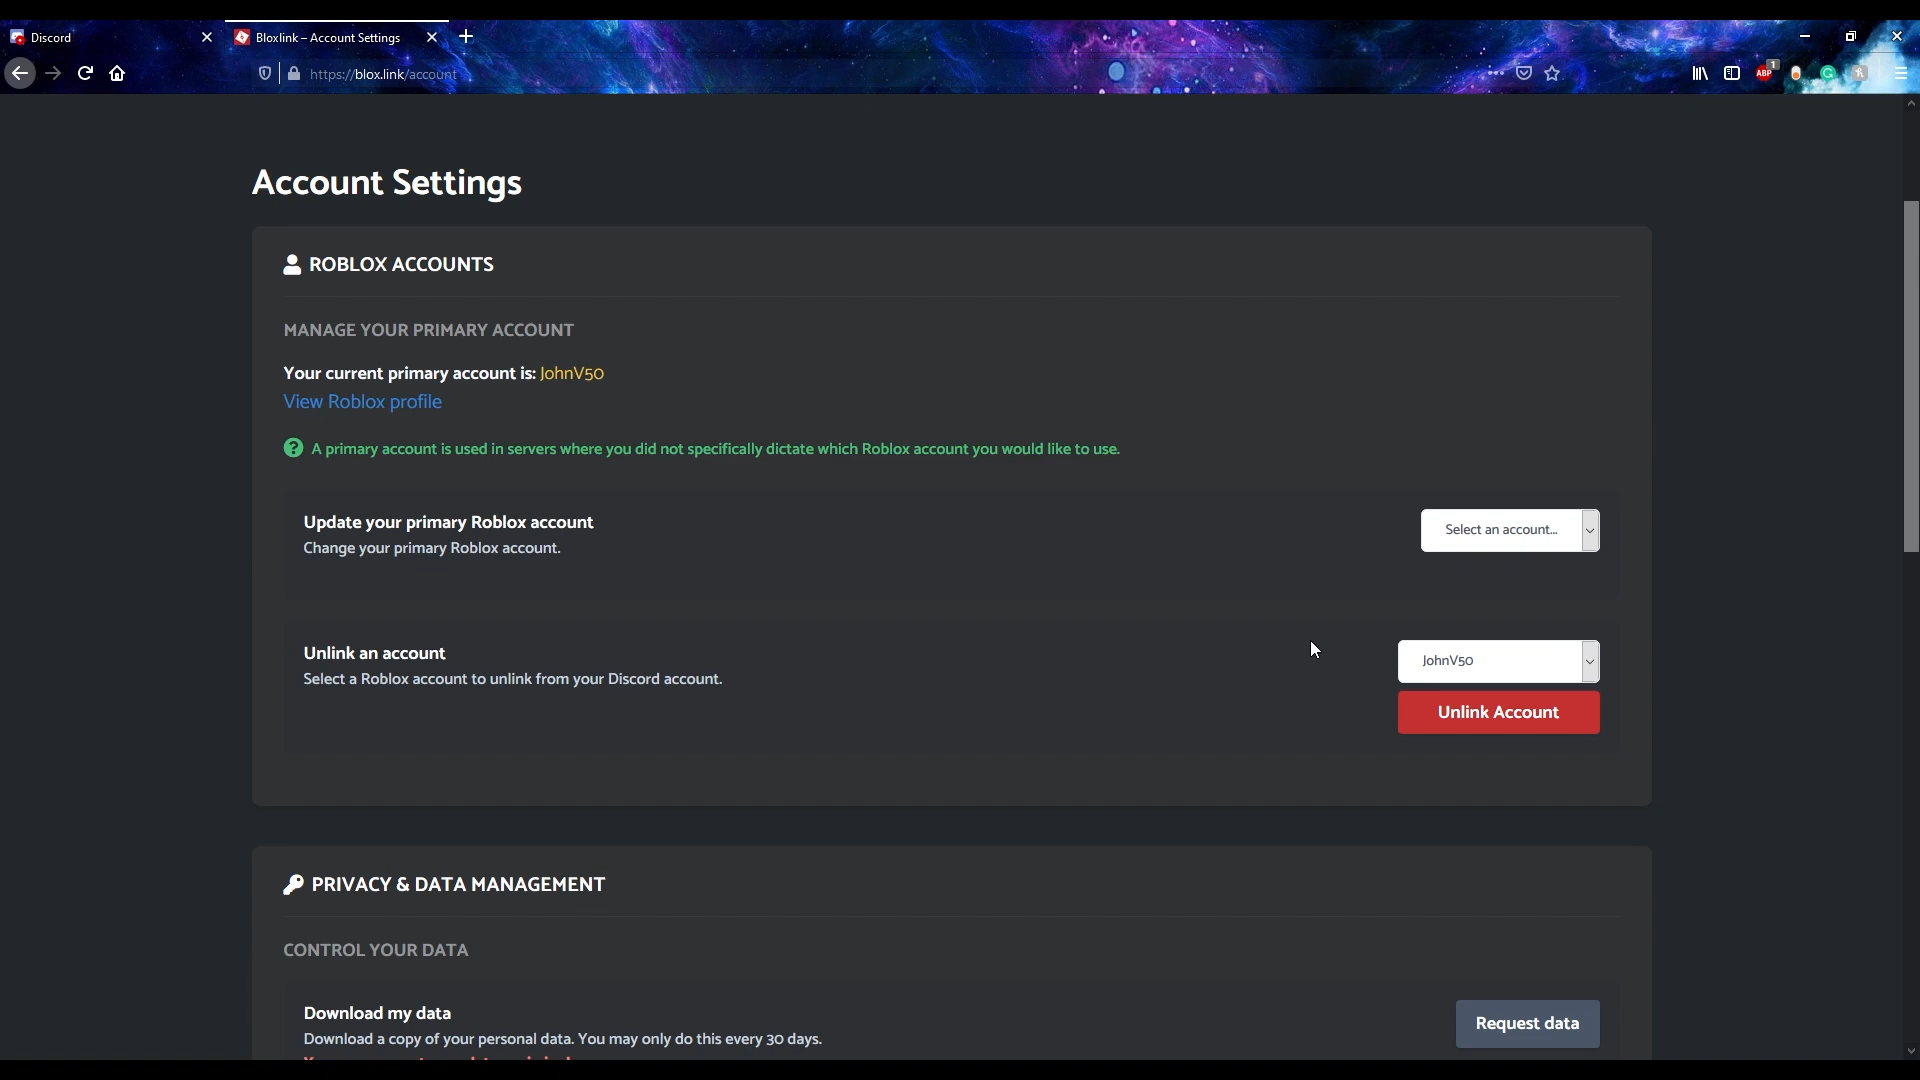 Discord
Bloxlink – Account Settings
https://blox.link/account
ABP
1
Account Settings
ROBLOX ACCOUNTS
MANAGE YOUR PRIMARY ACCOUNT
Your current primary account is: JohnV50
View Roblox profile
A primary account is used in servers where you did not specifically dictate which Roblox account you would like to use.
Update your primary Roblox account
Select an account...
Change your primary Roblox account.
Unlink an account
JohnV50
Select a Roblox account to unlink from your Discord account.
Unlink Account
PRIVACY & DATA MANAGEMENT
CONTROL YOUR DATA
Download my data
Request data
Download a copy of your personal data. You may only do this every 30 days.